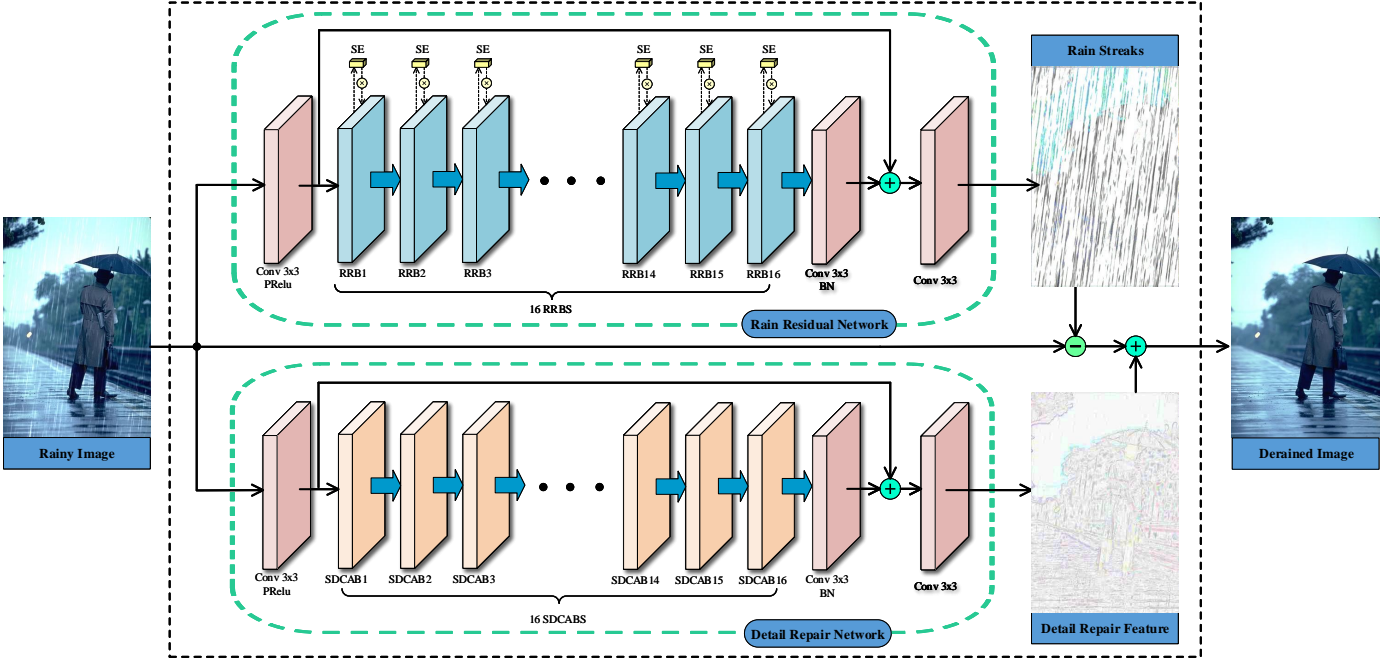 SE
SE
SE
SE
SE
SE
Rain Streaks
Conv 3x3
PRelu
RRB1
RRB2
RRB3
RRB14
RRB15
RRB16
Conv 3x3
BN
Conv 3x3
16 RRBS
Rain Residual Network
Rainy Image
Derained Image
Conv 3x3
PRelu
SDCAB1
SDCAB2
SDCAB3
SDCAB14
SDCAB15
SDCAB16
Conv 3x3
BN
Conv 3x3
16 SDCABS
Detail Repair Network
Detail Repair Feature